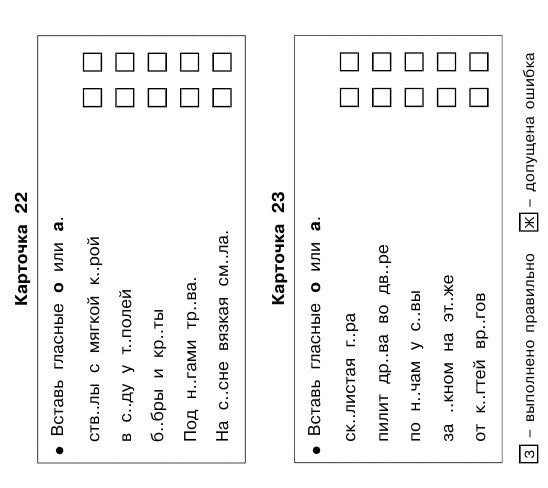 Карточка 22
● Вставь гласные о или а.
ств..лы с мягкой к..рой
в с..ду у т..полей
б..бры и кр..ты
Под н..гами тр..ва.
На с..сне вязкая см..ла.
Карточка 23
● Вставь гласные о или а.
ск..листая г..ра
пилит др..ва во дв..ре
по н..чам у с..вы
за ..кном на эт..же
от к..гтей вр..гов
З – выполнено правильно Ж – допущена ошибка